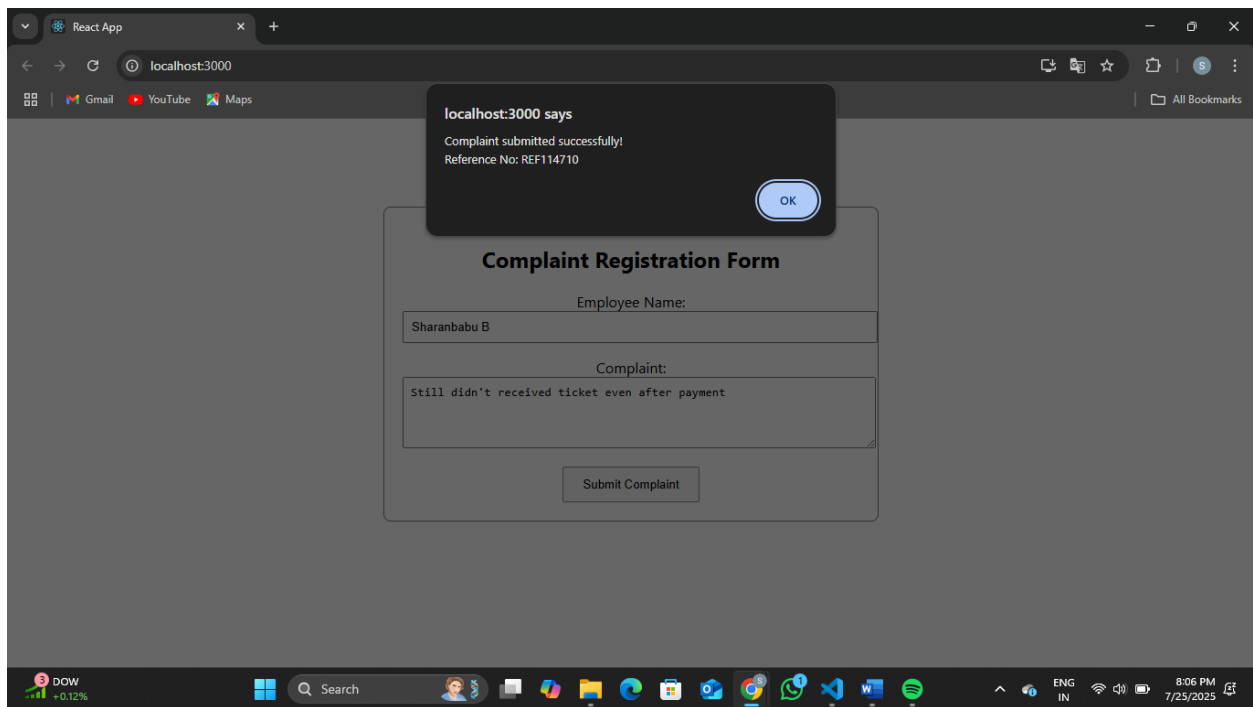 React App
localhost:3000
S
Gmail
YouTube
Maps
All Bookmarks
localhost:3000 says
Complaint submitted successfully!
Reference No: REF114710
OK
Complaint Registration Form
Employee Name:
Sharanbabu B
Complaint:
Still didn't received ticket even after payment
Submit Complaint
3
DOW
+0.12%
Search
S
1
W
ENG
IN
8:06 PM
7/25/2025